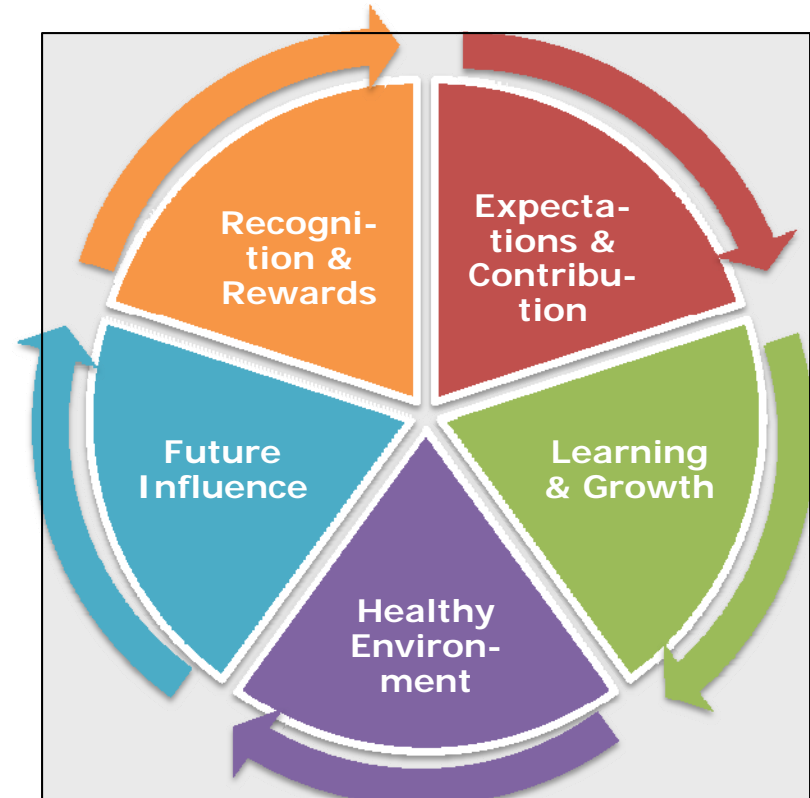 Expecta-
tions &
Contribu-
tion
Learning
& Growth
Healthy
Environ-
ment
Future
Influence
Recogni-
tion &
Rewards